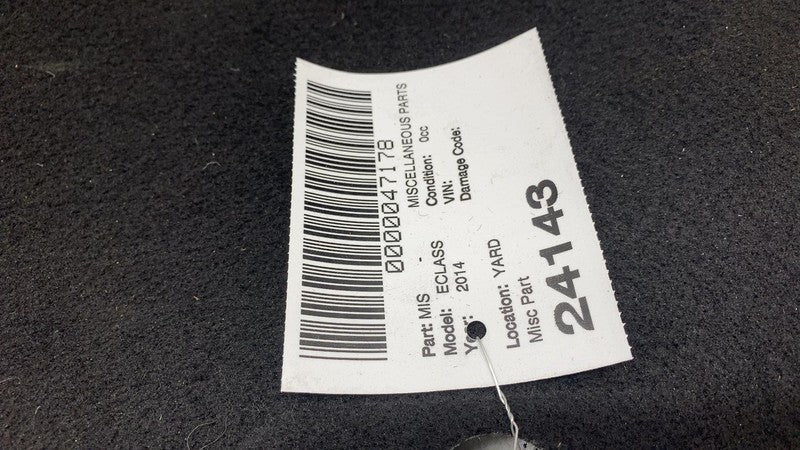 0000047178
Part: MIS - MISCELLANEOUS PARTS
Model: ECLASS Condition: 0cc
Year: 2014 VIN:
Damage Code:
Location: YARD
Misc Part
24143